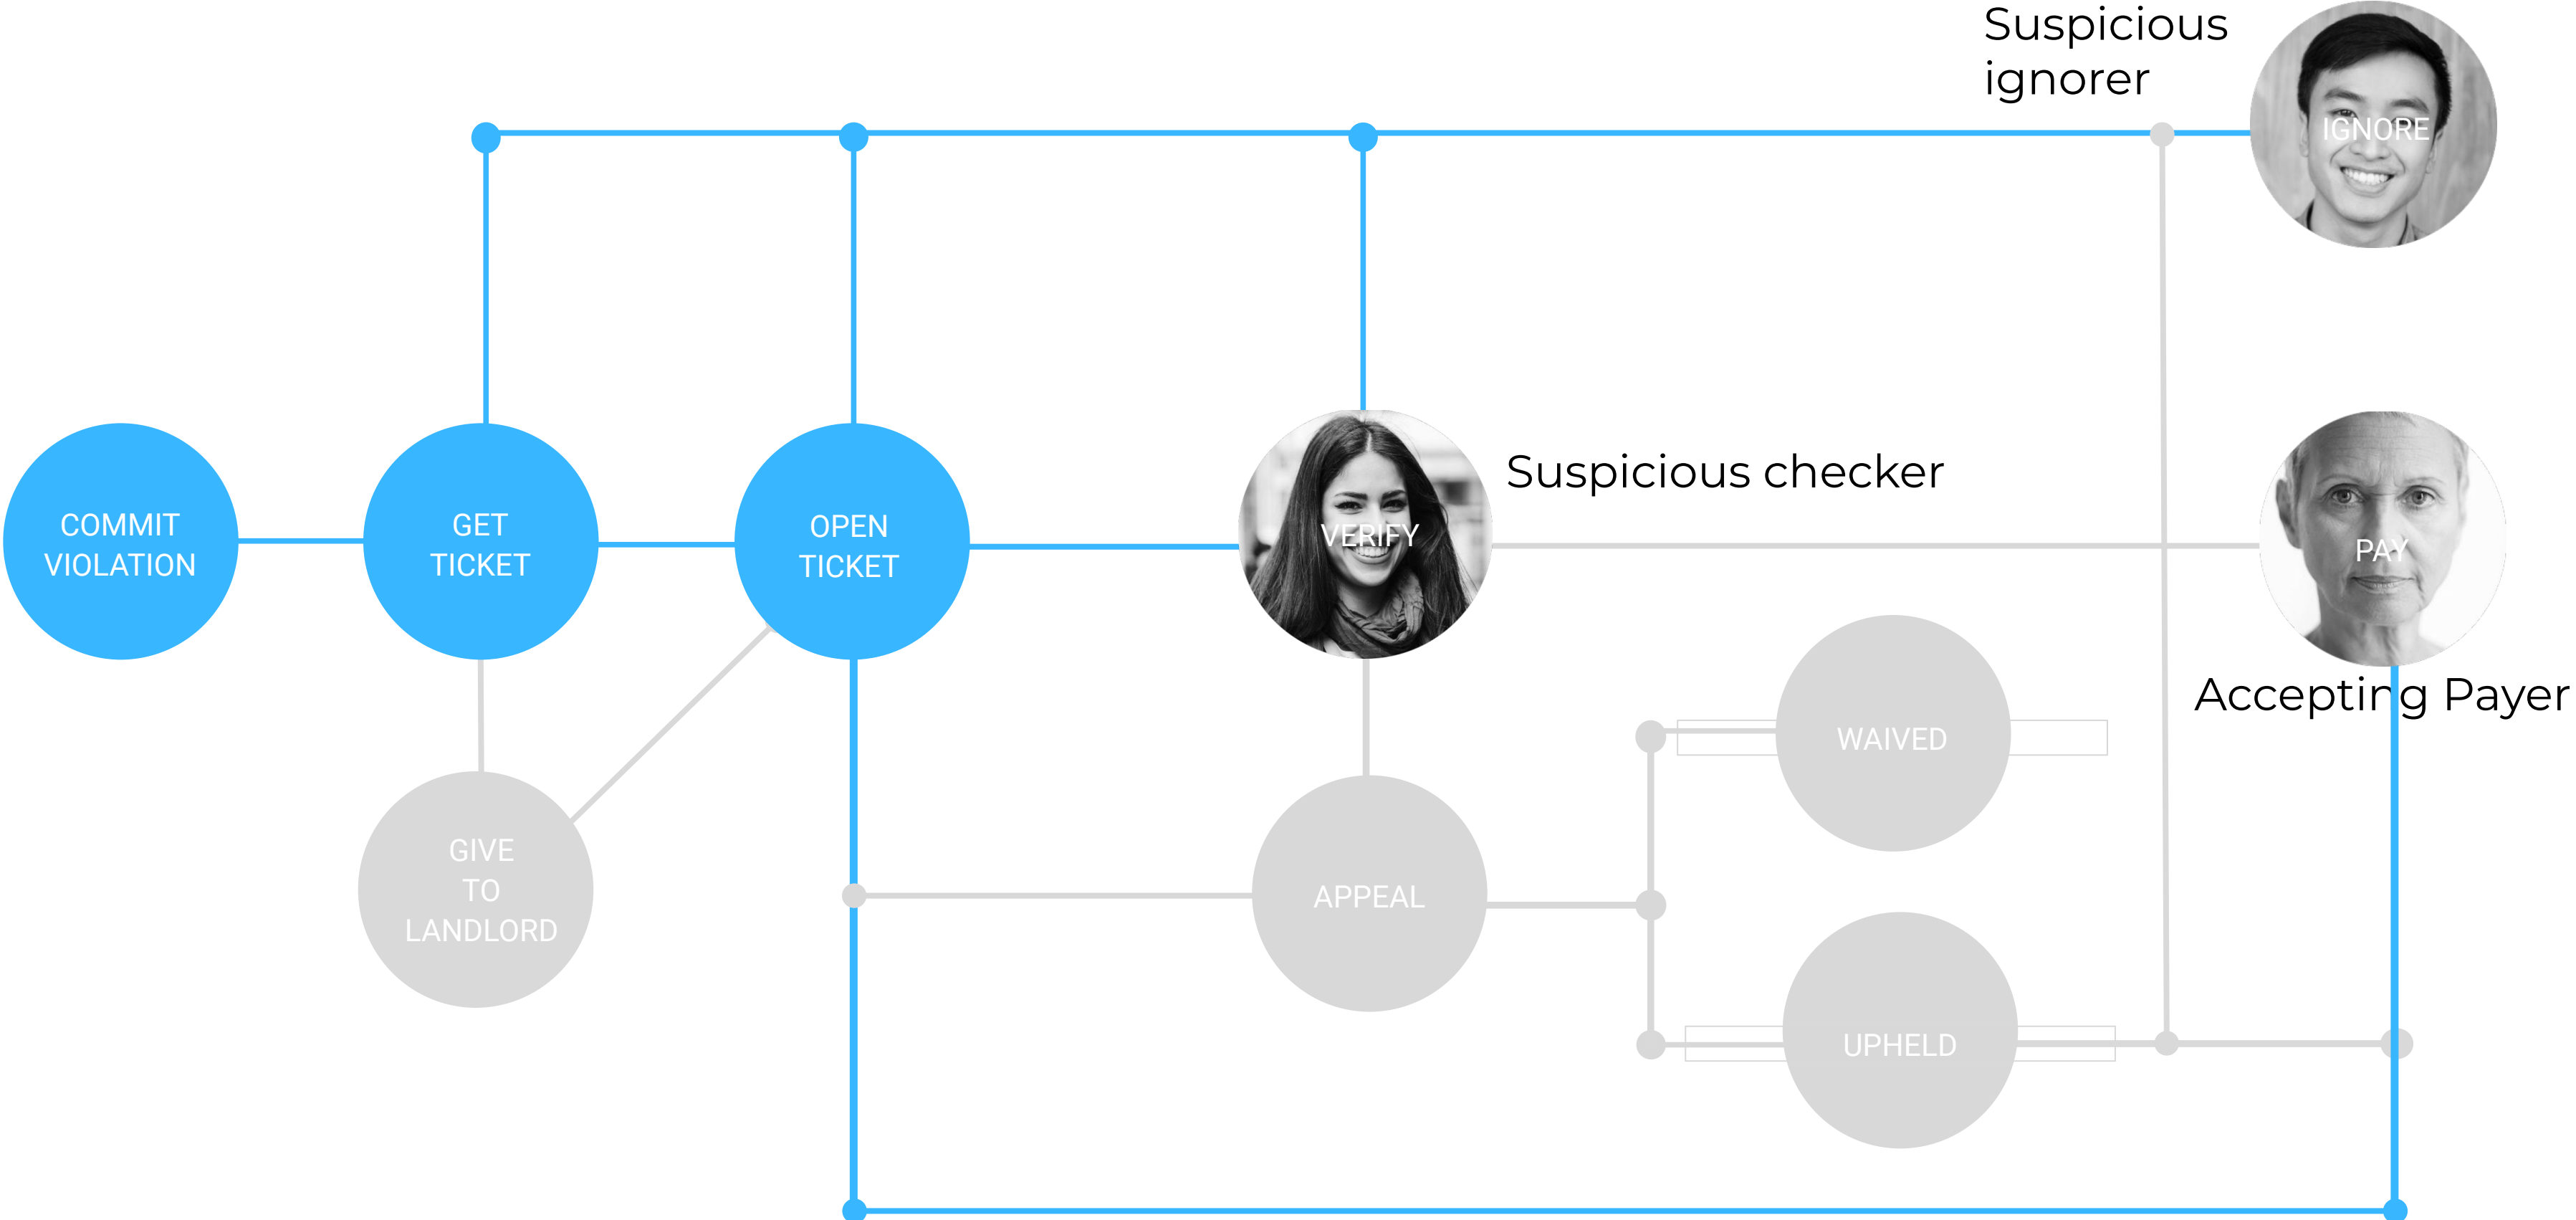 Suspicious
ignorer
IGNORE
COMMIT
VIOLATION
GET
TICKET
OPEN
TICKET
VERIFY
Suspicious checker
PAY
Accepting Payer
WAIVED
GIVE
TO
LANDLORD
APPEAL
UPHELD